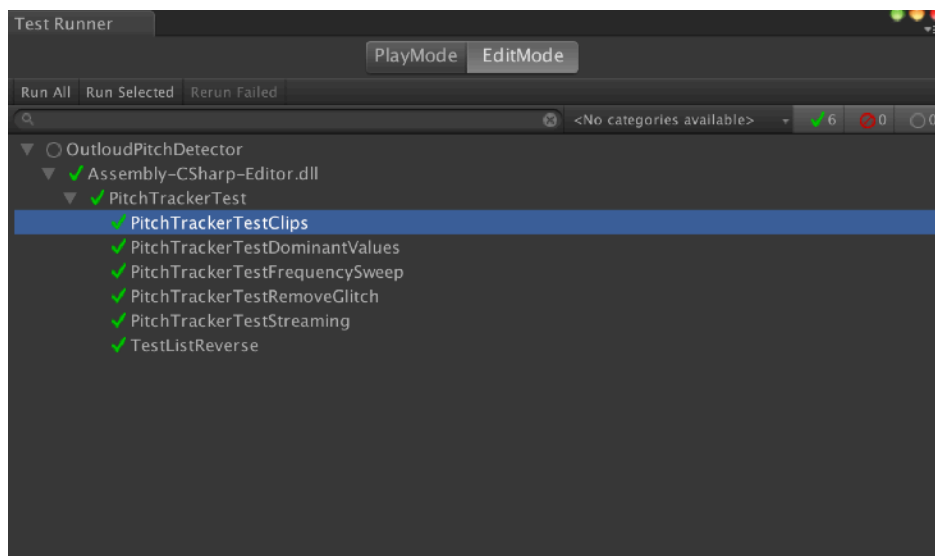 Test Runner
PlayMode EditMode
Run All Run Selected Rerun Failed
<No categories available> 6 0 0
OutloudPitchDetector
Assembly-CSharp-Editor.dll
PitchTrackerTest
PitchTrackerTestClips
PitchTrackerTestDominantValues
PitchTrackerTestFrequencySweep
PitchTrackerTestRemoveGlitch
PitchTrackerTestStreaming
TestListReverse